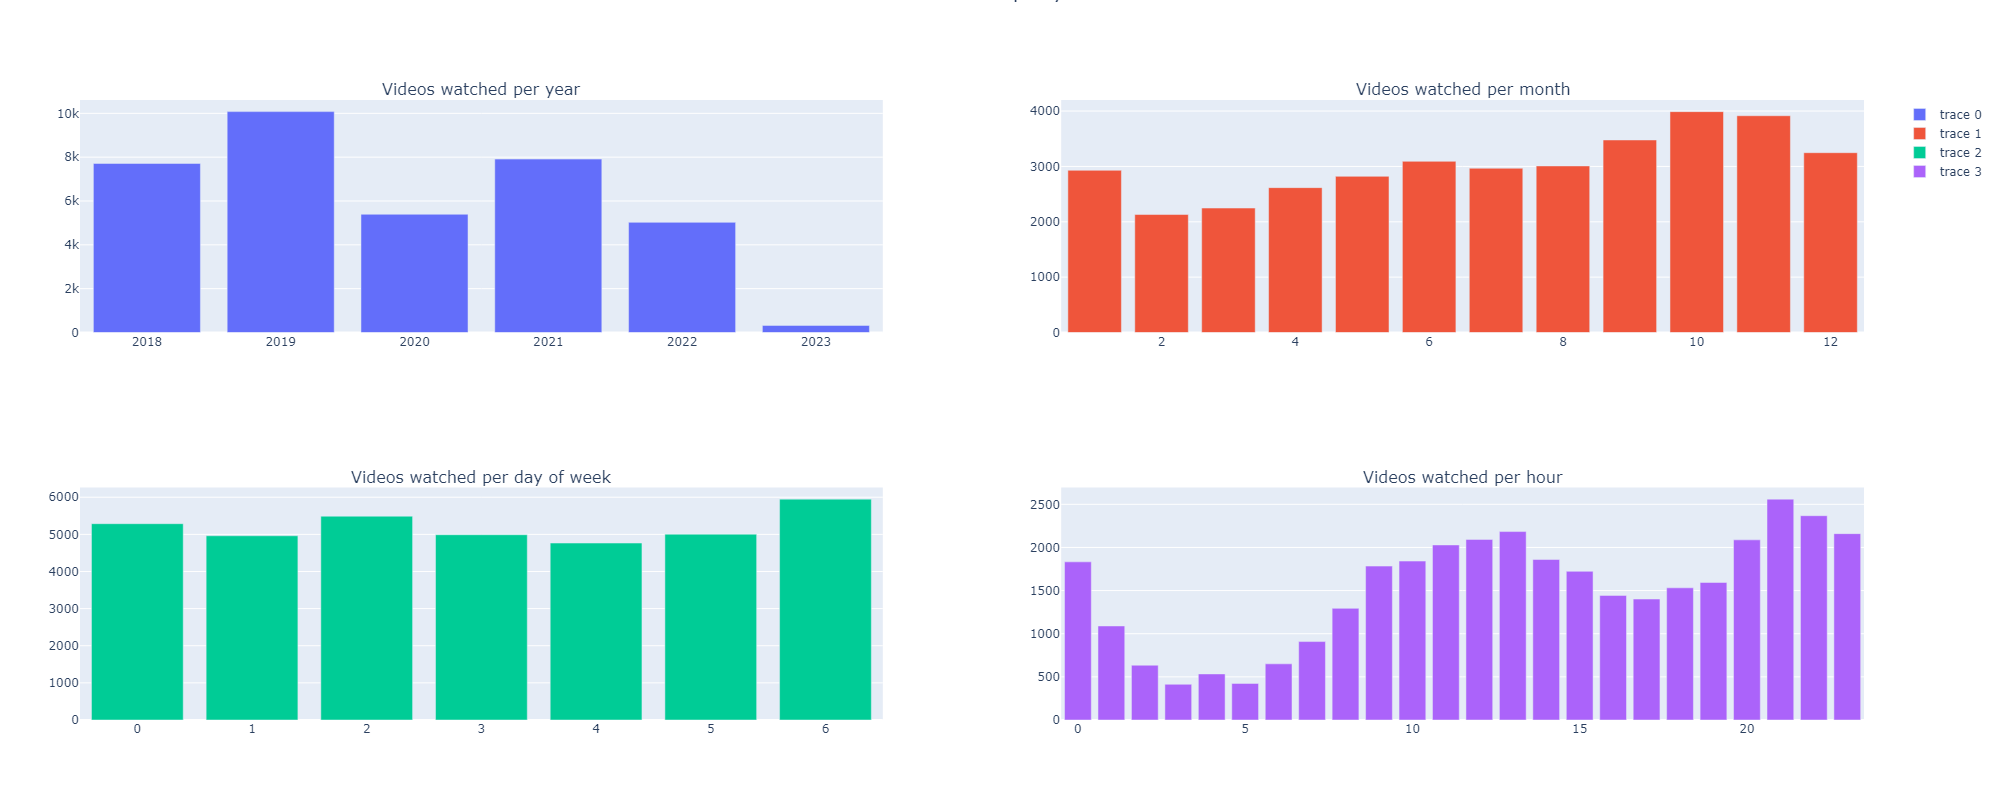 Videos watched per year
10k
8k
6k
4k
2k
0
2018 2019 2020 2021 2022 2023
Videos watched per month
4000
3000
2000
1000
0
2 4 6 8 10 12
trace 0
trace 1
trace 2
trace 3
Videos watched per day of week
6000
5000
4000
3000
2000
1000
0
0 1 2 3 4 5 6
Videos watched per hour
2500
2000
1500
1000
500
0
0 5 10 15 20